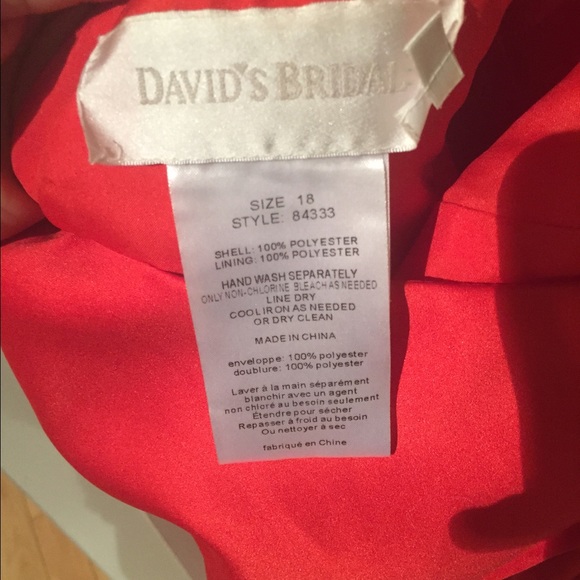 DAVID'S BRIDAL
SIZE 18
STYLE: 84333
SHELL: 100% POLYESTER
LINING: 100% POLYESTER
HAND WASH SEPARATELY
ONLY NON-CHLORINE BLEACH AS NEEDED
LINE DRY
COOL IRON AS NEEDED
OR DRY CLEAN
MADE IN CHINA
enveloppe: 100% polyester
doublure: 100% polyester
Laver à la main séparément
blanchir avec un agent
non chloré au besoin seulement
Étendre pour sécher
Repasser à froid au besoin
Ou nettoyer à sec
fabriqué en Chine